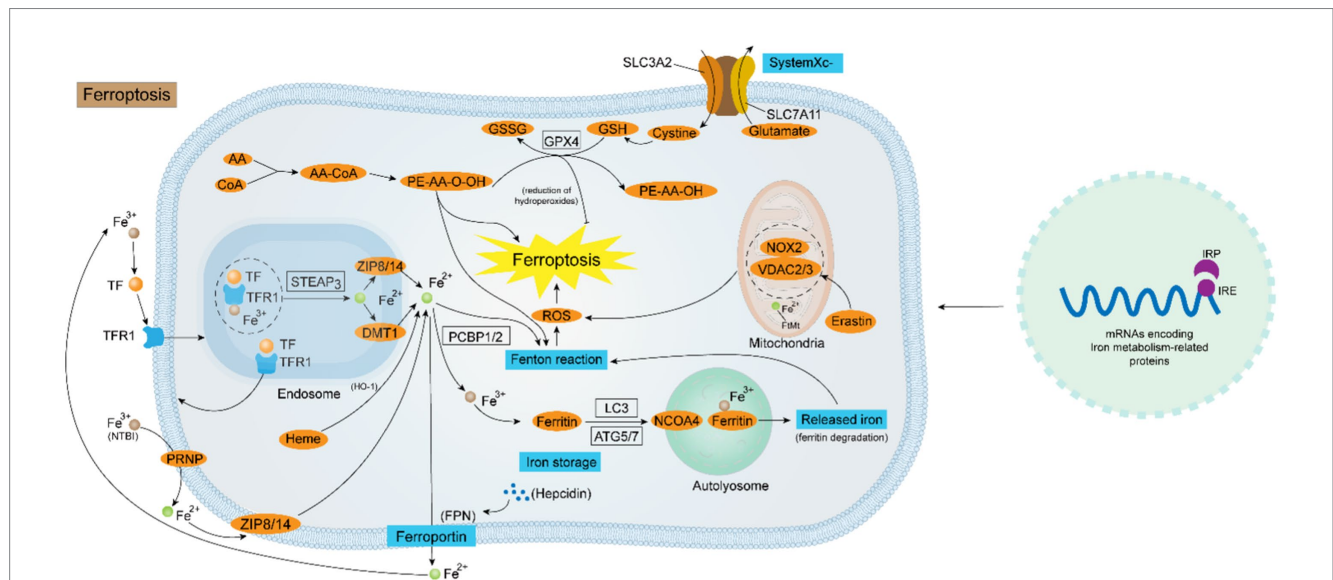 Ferroptosis
SLC3A2
SystemXc-
SLC7A11
GSSG
GPX4
GSH
Cystine
Glutamate
AA
CoA
AA-CoA
PE-AA-O-OH
(reduction of
hydroperoxides)
PE-AA-OH
Fe3+
TF
TFR1
TF
TFR1
Fe3+
STEAP3
ZIP8/14
Fe2+
DMT1
Fe2+
TF
TFR1
Endosome
(HO-1)
Heme
Ferroptosis
ROS
PCBP1/2
Fenton reaction
NOX2
VDAC2/3
Fe2+
FtMt
Mitochondria
Erastin
IRP
IRE
mRNAs encoding
Iron metabolism-related
proteins
Fe3+
(NTBI)
PRNP
Fe2+
ZIP8/14
Fe3+
Ferritin
LC3
ATG5/7
NCOA4
Fe3+
Ferritin
Autolyosome
Released iron
(ferritin degradation)
Iron storage
(Hepcidin)
(FPN)
Ferroportin
Fe2+